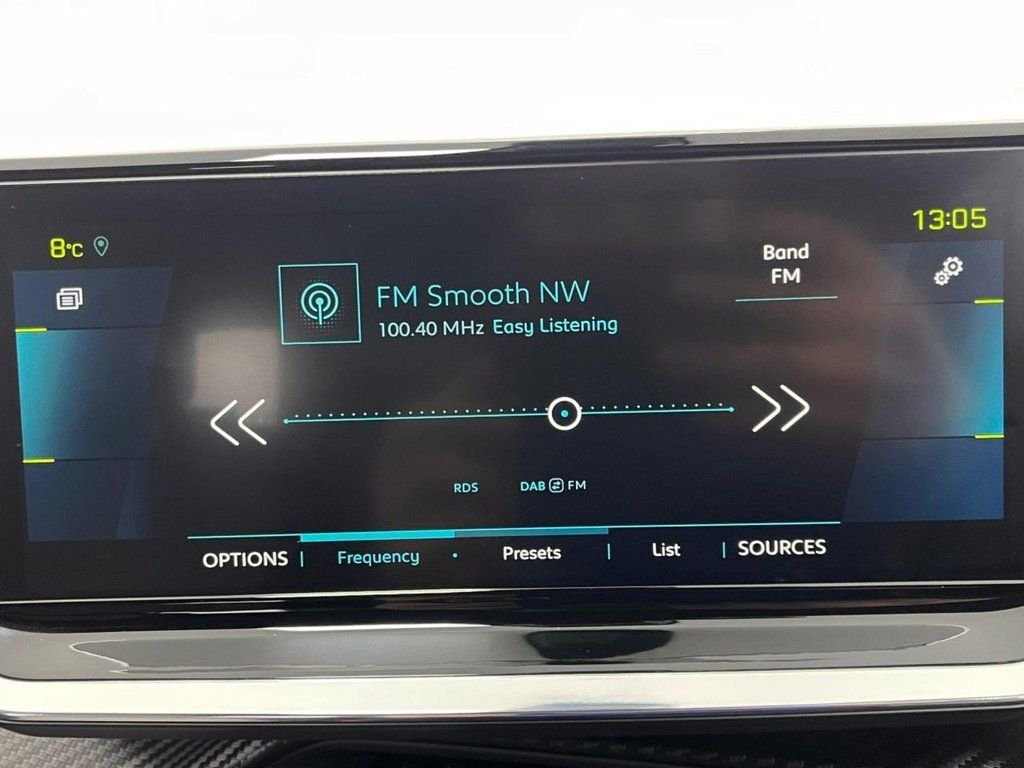 13:05
8°C
Band
FM
FM Smooth NW
100.40 MHz Easy Listening
RDS DAB FM
OPTIONS | Frequency • Presets | List | SOURCES